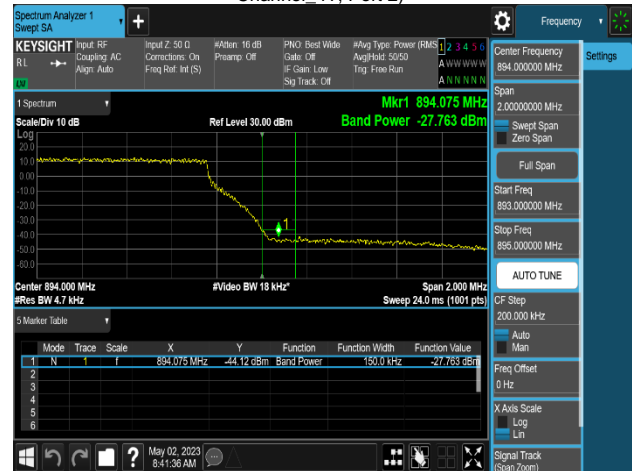 Channel_H, Port 2)
Spectrum Analyzer 1
Swept SA
Frequency
KEYSIGHT
RL
LXI
Input: RF
Coupling: AC
Align: Auto
Input Z: 50 Ω
Corrections: On
Freq Ref: Int (S)
#Atten: 16 dB
Preamp: Off
PNO: Best Wide
Gate: Off
IF Gain: Low
Sig Track: Off
#Avg Type: Power (RMS
Avg|Hold: 50/50
Trig: Free Run
1 2 3 4 5 6
A W W W W W
A N N N N N
Settings
1 Spectrum
Scale/Div 10 dB
Ref Level 30.00 dBm
Mkr1 894.075 MHz
Band Power -27.763 dBm
Log
20.0
10.0
0.00
-10.0
-20.0
-30.0
-40.0
-50.0
-60.0
1
Center 894.000 MHz
#Video BW 18 kHz*
Span 2.000 MHz
#Res BW 4.7 kHz
Sweep 24.0 ms (1001 pts)
5 Marker Table
Mode Trace Scale X Y Function Function Width Function Value
1 N 1 f 894.075 MHz -44.12 dBm Band Power 150.0 kHz -27.763 dBm
2
3
4
5
6
Center Frequency
894.000000 MHz
Span
2.00000000 MHz
Swept Span
Zero Span
Full Span
Start Freq
893.000000 MHz
Stop Freq
895.000000 MHz
AUTO TUNE
CF Step
200.000 kHz
Auto
Man
Freq Offset
0 Hz
X Axis Scale
Log
Lin
Signal Track
(Span Zoom)
May 02, 2023
8:41:36 AM